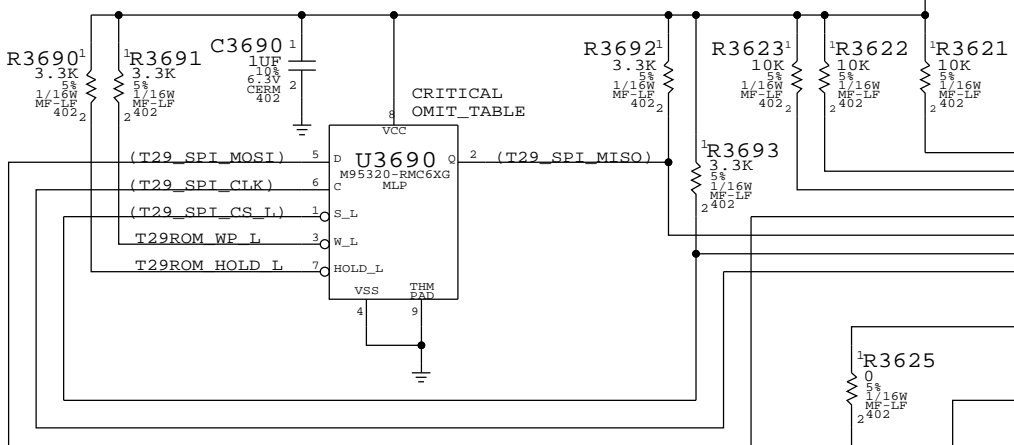 R3690
1
3.3K
5%
1/16W
MF-LF
402
2
1
R3691
3.3K
5%
1/16W
MF-LF
2
402
C3690
1
1UF
10%
6.3V
CERM
402
2
CRITICAL
OMIT_TABLE
8
VCC
R3692
1
3.3K
5%
1/16W
MF-LF
402
2
R3623
1
10K
5%
1/16W
MF-LF
402
2
1
R3622
10K
5%
1/16W
MF-LF
2
402
1
R3621
10K
5%
1/16W
MF-LF
2
402
1
R3693
3.3K
5%
1/16W
MF-LF
2
402
(T29_SPI_MOSI)
5
D
U3690
Q
2
(T29_SPI_MISO)
M95320-RMC6XG
MLP
(T29_SPI_CLK)
6
C
(T29_SPI_CS_L)
1
S_L
T29ROM_WP_L
3
W_L
T29ROM_HOLD_L
7
HOLD_L
VSS
THM
PAD
4
9
1
R3625
0
5%
1/16W
MF-LF
2
402